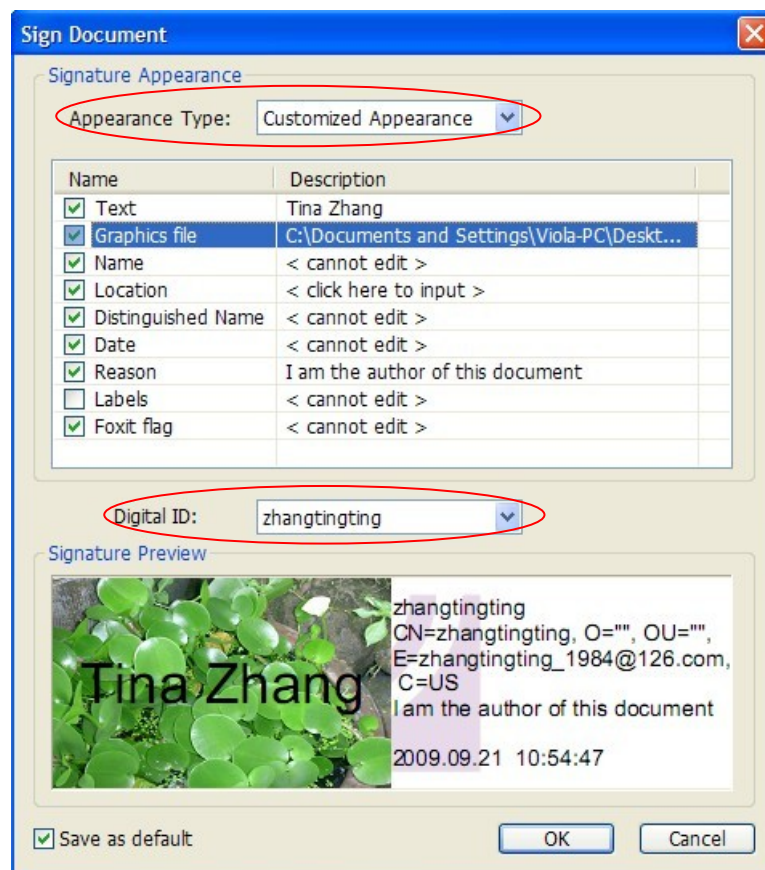 Sign Document
Signature Appearance
Appearance Type: Customized Appearance
Name Description
Text Tina Zhang
Graphics file C:\Documents and Settings\Viola-PC\Deskt...
Name < cannot edit >
Location < click here to input >
Distinguished Name < cannot edit >
Date < cannot edit >
Reason I am the author of this document
Labels < cannot edit >
Foxit flag < cannot edit >
Digital ID: zhangtingting
Signature Preview
Tina Zhang
zhangtingting
CN=zhangtingting, O="", OU="",
E=zhangtingting_1984@126.com,
C=US
I am the author of this document
2009.09.21 10:54:47
Save as default OK Cancel